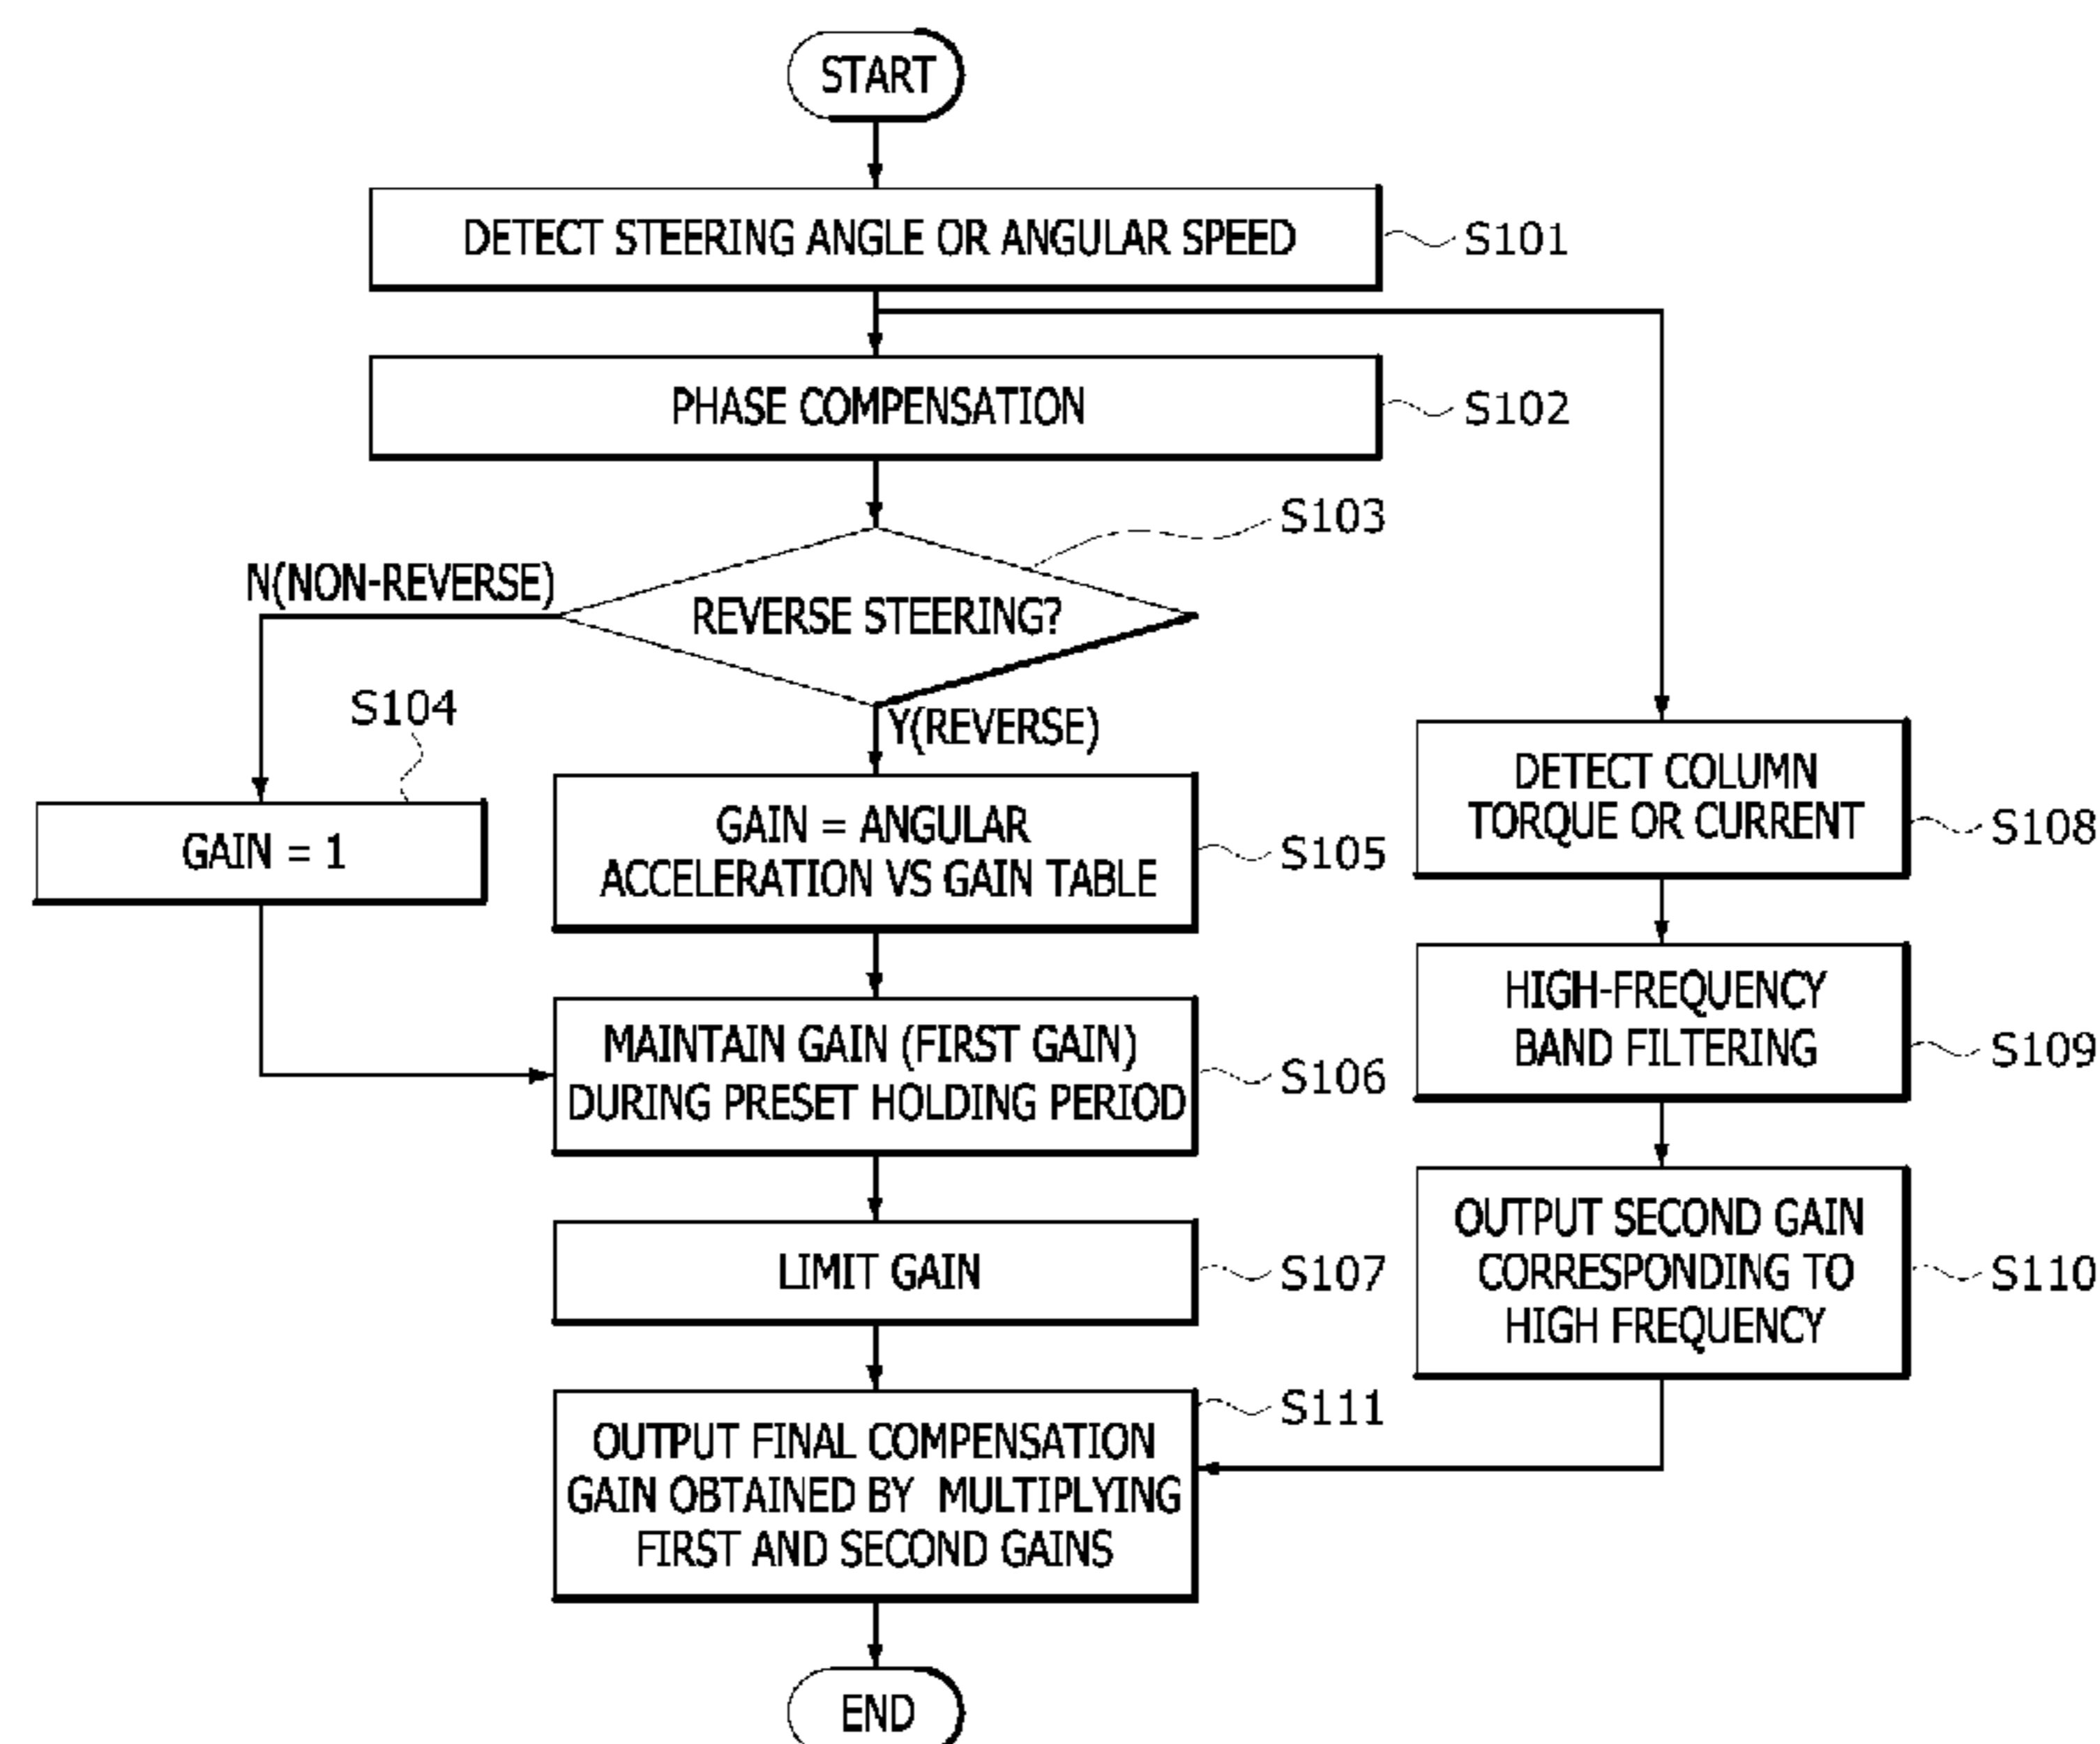 START
DETECT STEERING ANGLE OR ANGULAR SPEED
S101
PHASE COMPENSATION
S102
S103
N(NON-REVERSE)
REVERSE STEERING?
S104
Y(REVERSE)
GAIN = 1
GAIN = ANGULAR
ACCELERATION VS GAIN TABLE
S105
DETECT COLUMN
TORQUE OR CURRENT
S108
HIGH-FREQUENCY
BAND FILTERING
S109
MAINTAIN GAIN (FIRST GAIN)
DURING PRESET HOLDING PERIOD
S106
LIMIT GAIN
S107
OUTPUT SECOND GAIN
CORRESPONDING TO
HIGH FREQUENCY
S110
S111
OUTPUT FINAL COMPENSATION
GAIN OBTAINED BY MULTIPLYING
FIRST AND SECOND GAINS
END